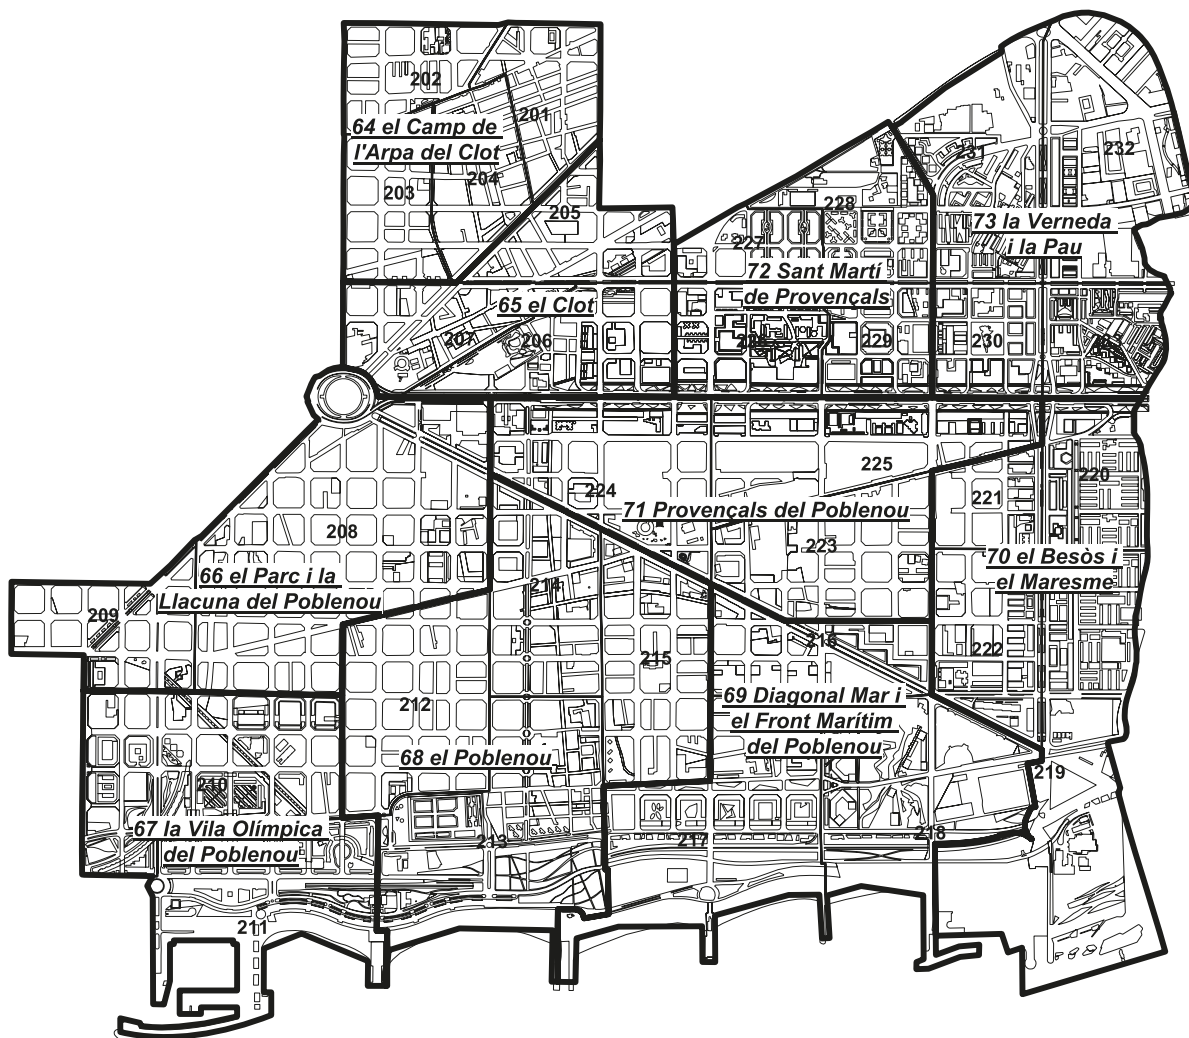 202
201
64 el Camp de
l'Arpa del Clot
231
232
204
203
228
205
73 la Verneda
i la Pau
227
72 Sant Martí
de Provençals
65 el Clot
207
206
229
230
225
220
224
221
71 Provençals del Poblenou
208
223
70 el Besòs i
el Maresme
66 el Parc i la
Llacuna del Poblenou
214
209
216
222
215
69 Diagonal Mar i
el Front Marítim
del Poblenou
212
68 el Poblenou
219
210
67 la Vila Olímpica
del Poblenou
218
217
213
211